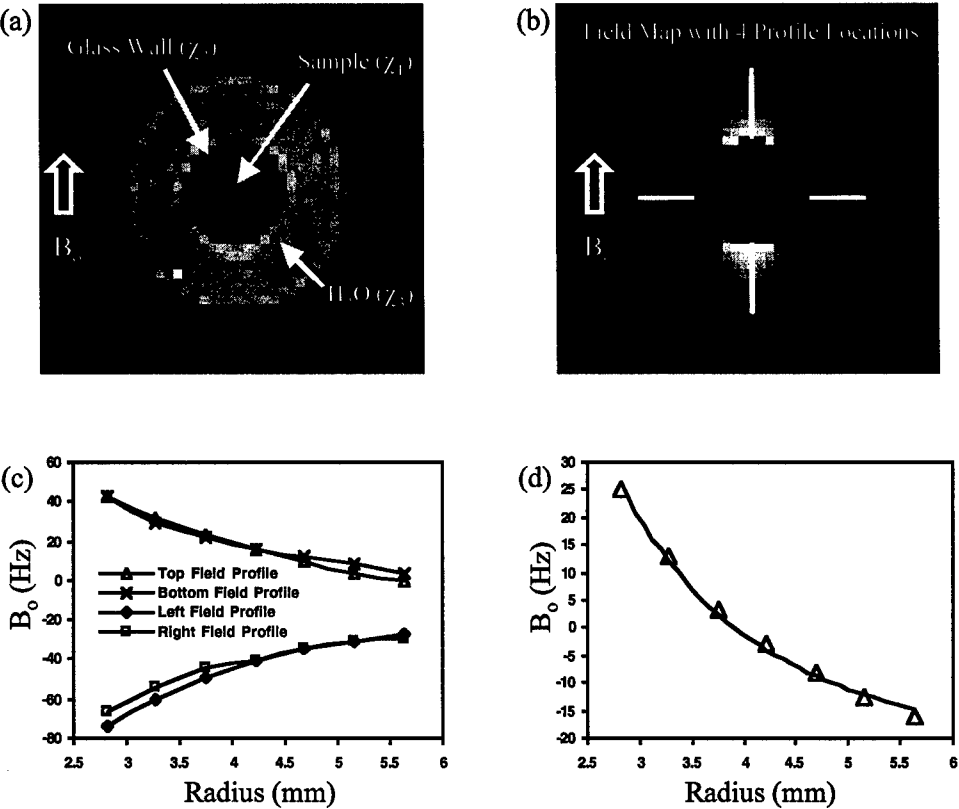 (a)
Glass Wall (χ
Sample (χ₁)
B₀
H₂O (χ
(b)
Field Map with 4 Profile Locations
B
(c)
60
40
20
0
-20
-40
-60
-80
2.5 3 3.5 4 4.5 5 5.5 6
Top Field Profile
Bottom Field Profile
Left Field Profile
Right Field Profile
B₀ (Hz)
Radius (mm)
(d)
30
25
20
15
10
5
0
-5
-10
-15
-20
2.5 3 3.5 4 4.5 5 5.5 6
B₀ (Hz)
Radius (mm)